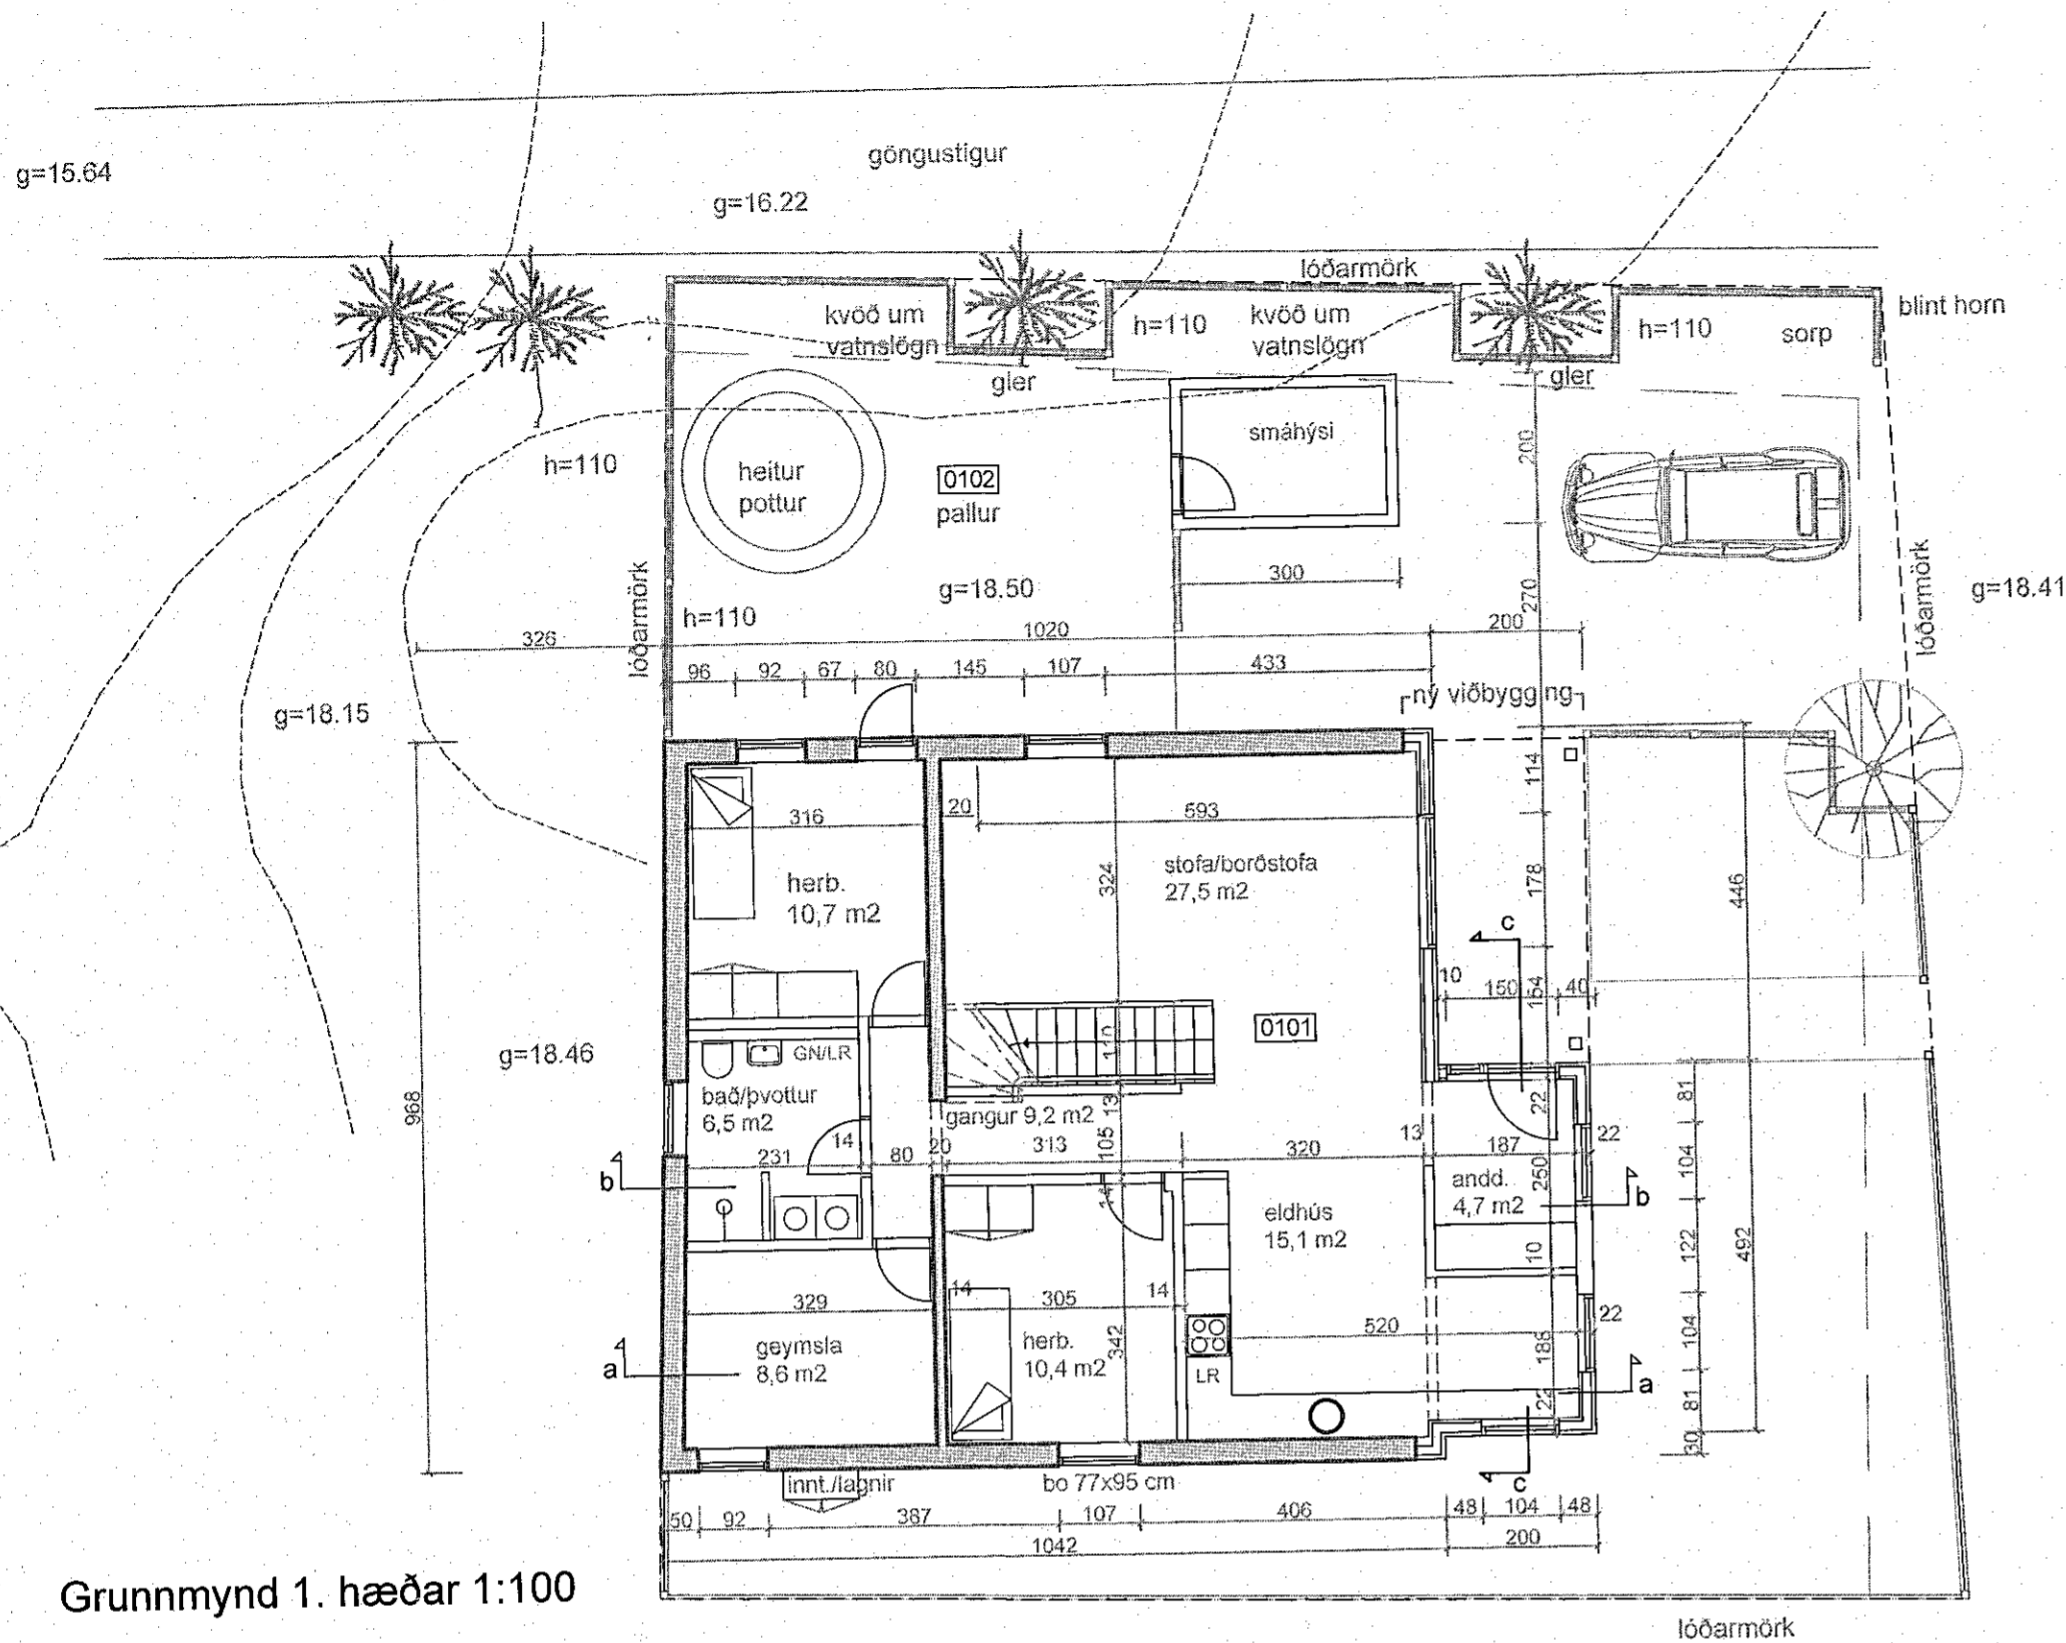 göngustígur
g=15.64
g=16.22
lóðarmörk
blint horn
kvöð um
vatnslögn
h=110
kvöð um
vatnslögn
h=110
sorp
gler
gler
smáhýsi
200
h=110
heitur
pottur
0102
pallur
lóðarmörk
300
g=18.50
270
lóðarmörk
g=18.41
h=110
326
1020
200
96
92
67
80
145
107
433
ný viðbygging
g=18.15
114
316
20
593
stofa/borðstofa
27,5 m2
324
178
446
herb.
10,7 m2
c
10
150
164
40
0101
110
g=18.46
GN/LR
bað/þvottur
6,5 m2
968
gangur 9,2 m2
13
22
81
14
231
80
20
313
105
320
13
187
22
104
b
14
andd.
4,7 m2
250
b
eldhús
15,1 m2
10
122
492
329
14
305
14
22
geymsla
8,6 m2
a
herb.
10,4 m2
342
520
188
104
LR
a
22
81
30
innt./lagnir
bo 77x95 cm
c
50
92
387
107
406
48
104
48
1042
200
Grunnmynd 1. hæðar 1:100
lóðarmörk